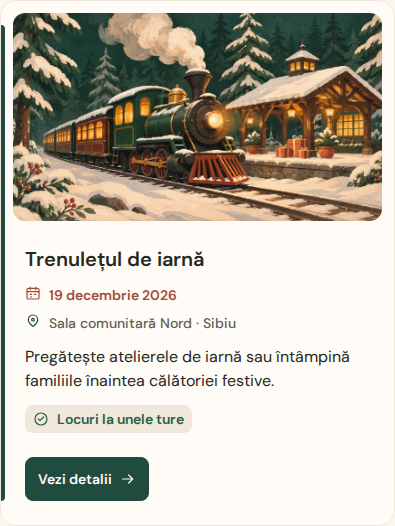 Trenulețul de iarnă
19 decembrie 2026
Sala comunitară Nord · Sibiu
Pregătește atelierele de iarnă sau întâmpină
familiile înaintea călătoriei festive.
Locuri la unele ture
Vezi detalii →